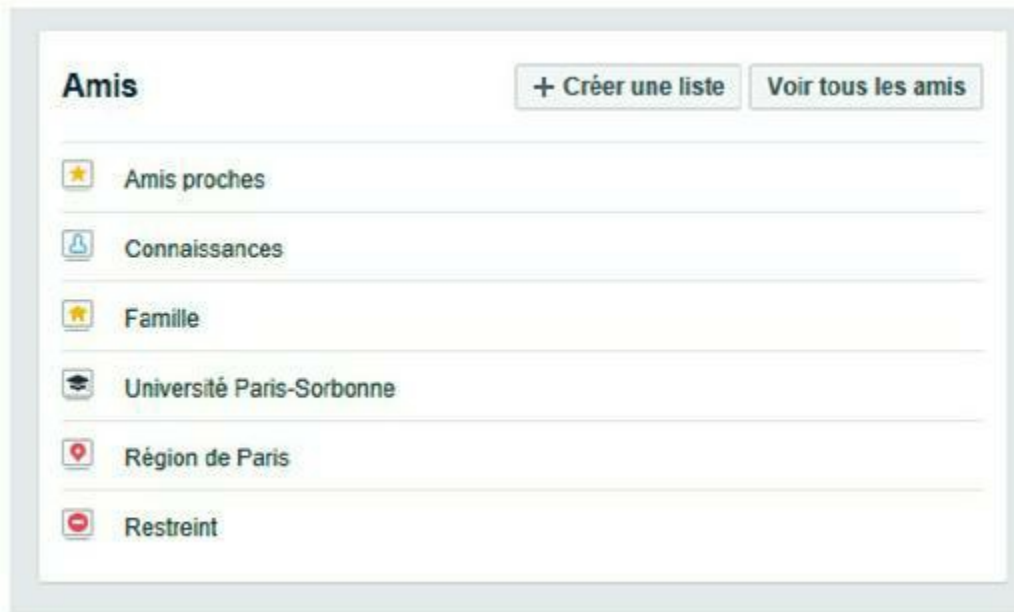 Amis
+ Créer une liste
Voir tous les amis
Amis proches
Connaissances
Famille
Université Paris-Sorbonne
Région de Paris
Restreint